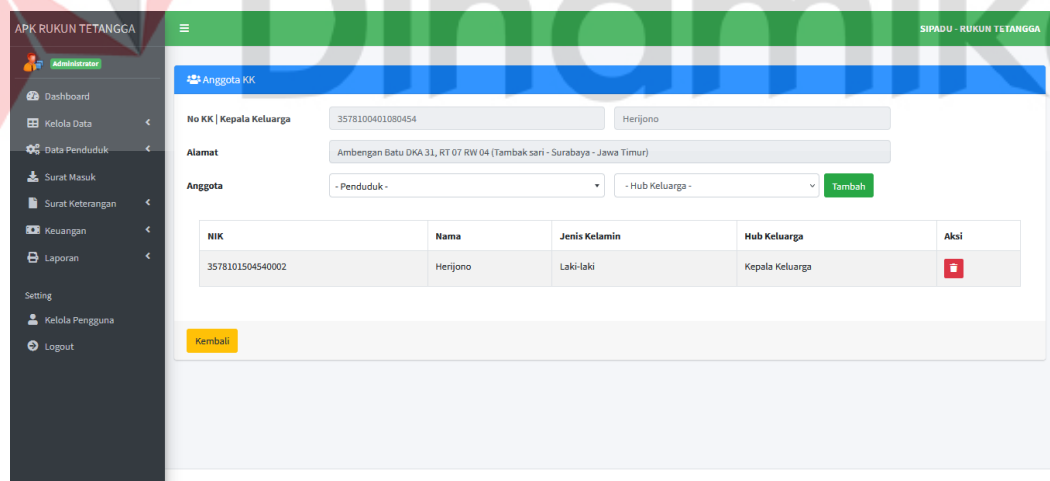 Dinamik
APK RUKUN TETANGGA
SIPADU - RUKUN TETANGGA
Administrator
Dashboard
Kelola Data
Data Penduduk
Surat Masuk
Surat Keterangan
Keuangan
Laporan
Setting
Kelola Pengguna
Logout
Anggota KK
No KK | Kepala Keluarga 3578100401080454 Herijono
Alamat Ambengan Batu DKA 31, RT 07 RW 04 (Tambak sari - Surabaya - Jawa Timur)
Anggota - Penduduk - - Hub Keluarga - Tambah
NIK Nama Jenis Kelamin Hub Keluarga Aksi
3578101504540002 Herijono Laki-laki Kepala Keluarga
Kembali